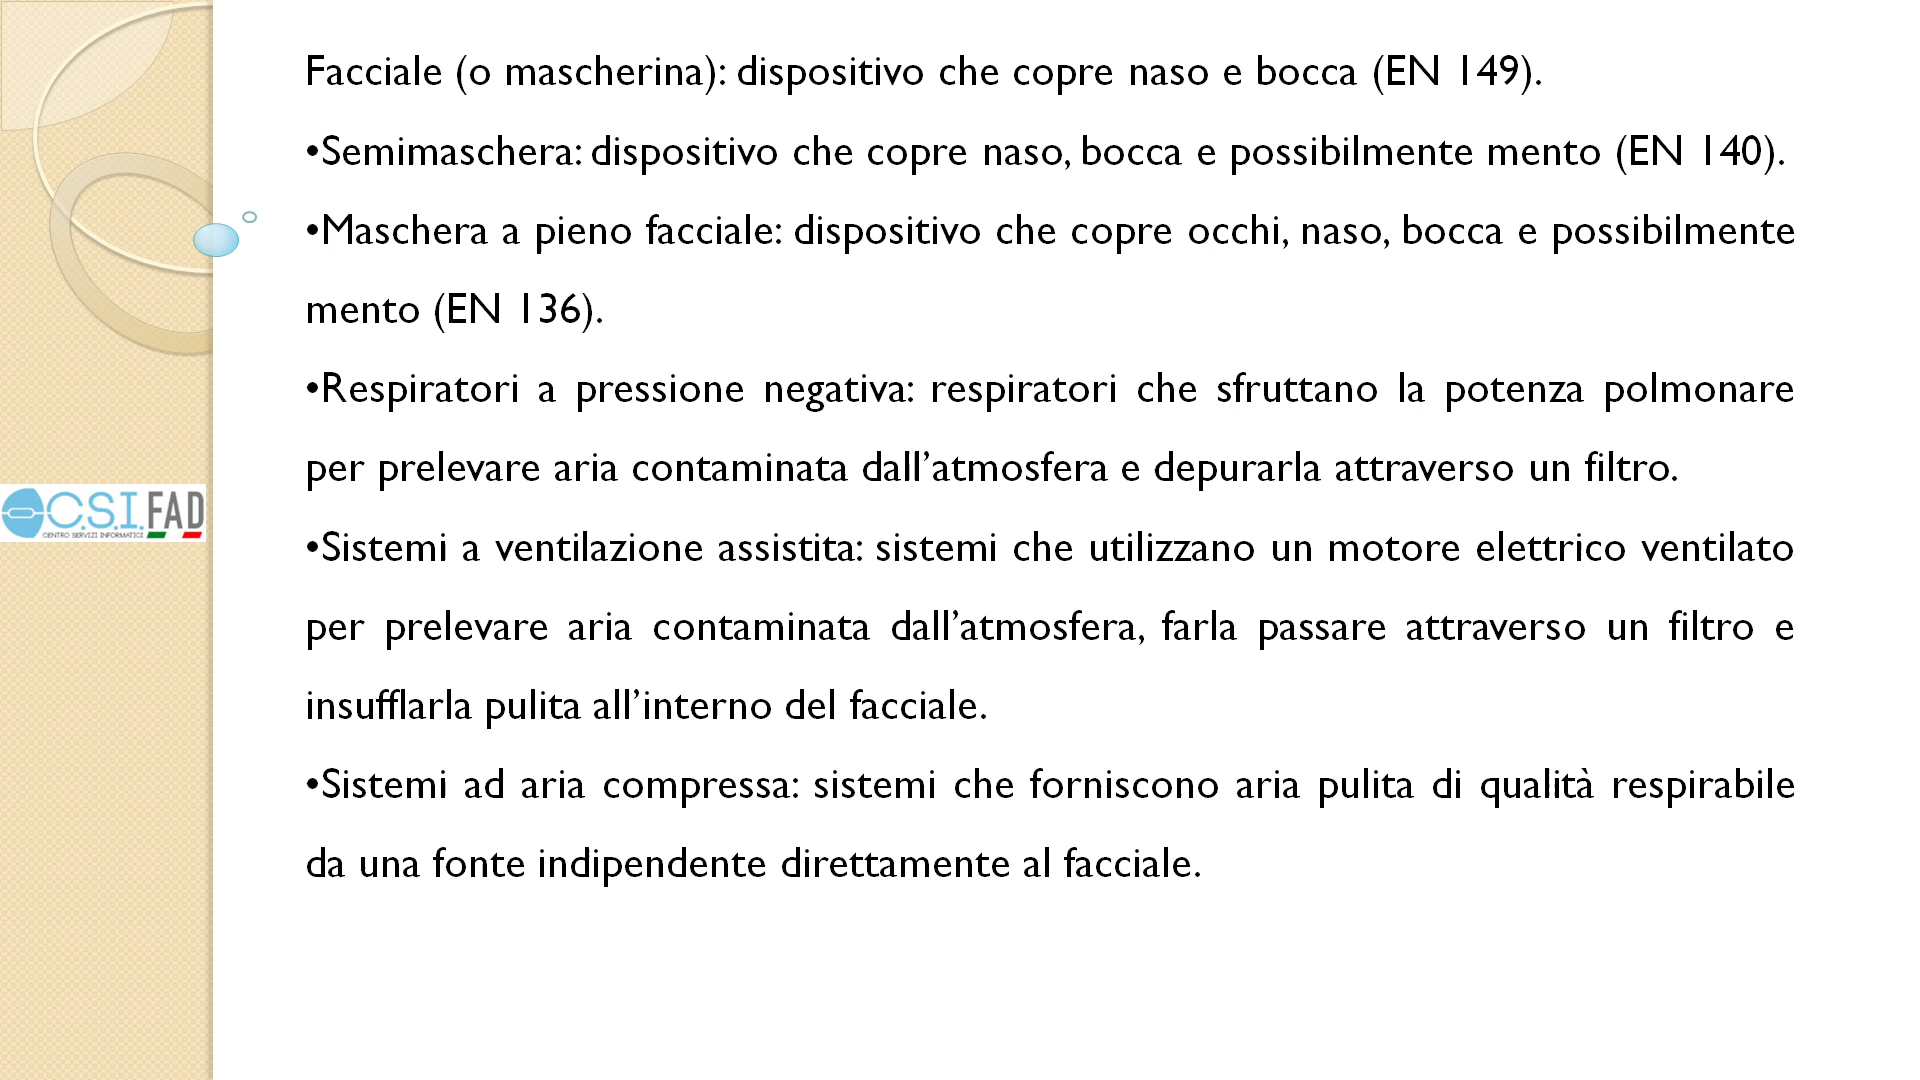 Facciale (o mascherina): dispositivo che copre naso e bocca (EN 149).
•Semimaschera: dispositivo che copre naso, bocca e possibilmente mento (EN 140).
•Maschera a pieno facciale: dispositivo che copre occhi, naso, bocca e possibilmente
mento (EN 136).
•Respiratori a pressione negativa: respiratori che sfruttano la potenza polmonare
per prelevare aria contaminata dall’atmosfera e depurarla attraverso un filtro.
•Sistemi a ventilazione assistita: sistemi che utilizzano un motore elettrico ventilato
per prelevare aria contaminata dall’atmosfera, farla passare attraverso un filtro e
insufflarla pulita all’interno del facciale.
•Sistemi ad aria compressa: sistemi che forniscono aria pulita di qualità respirabile
da una fonte indipendente direttamente al facciale.
C.S.I.FAD
CENTRO SERVIZI INFORMATICI